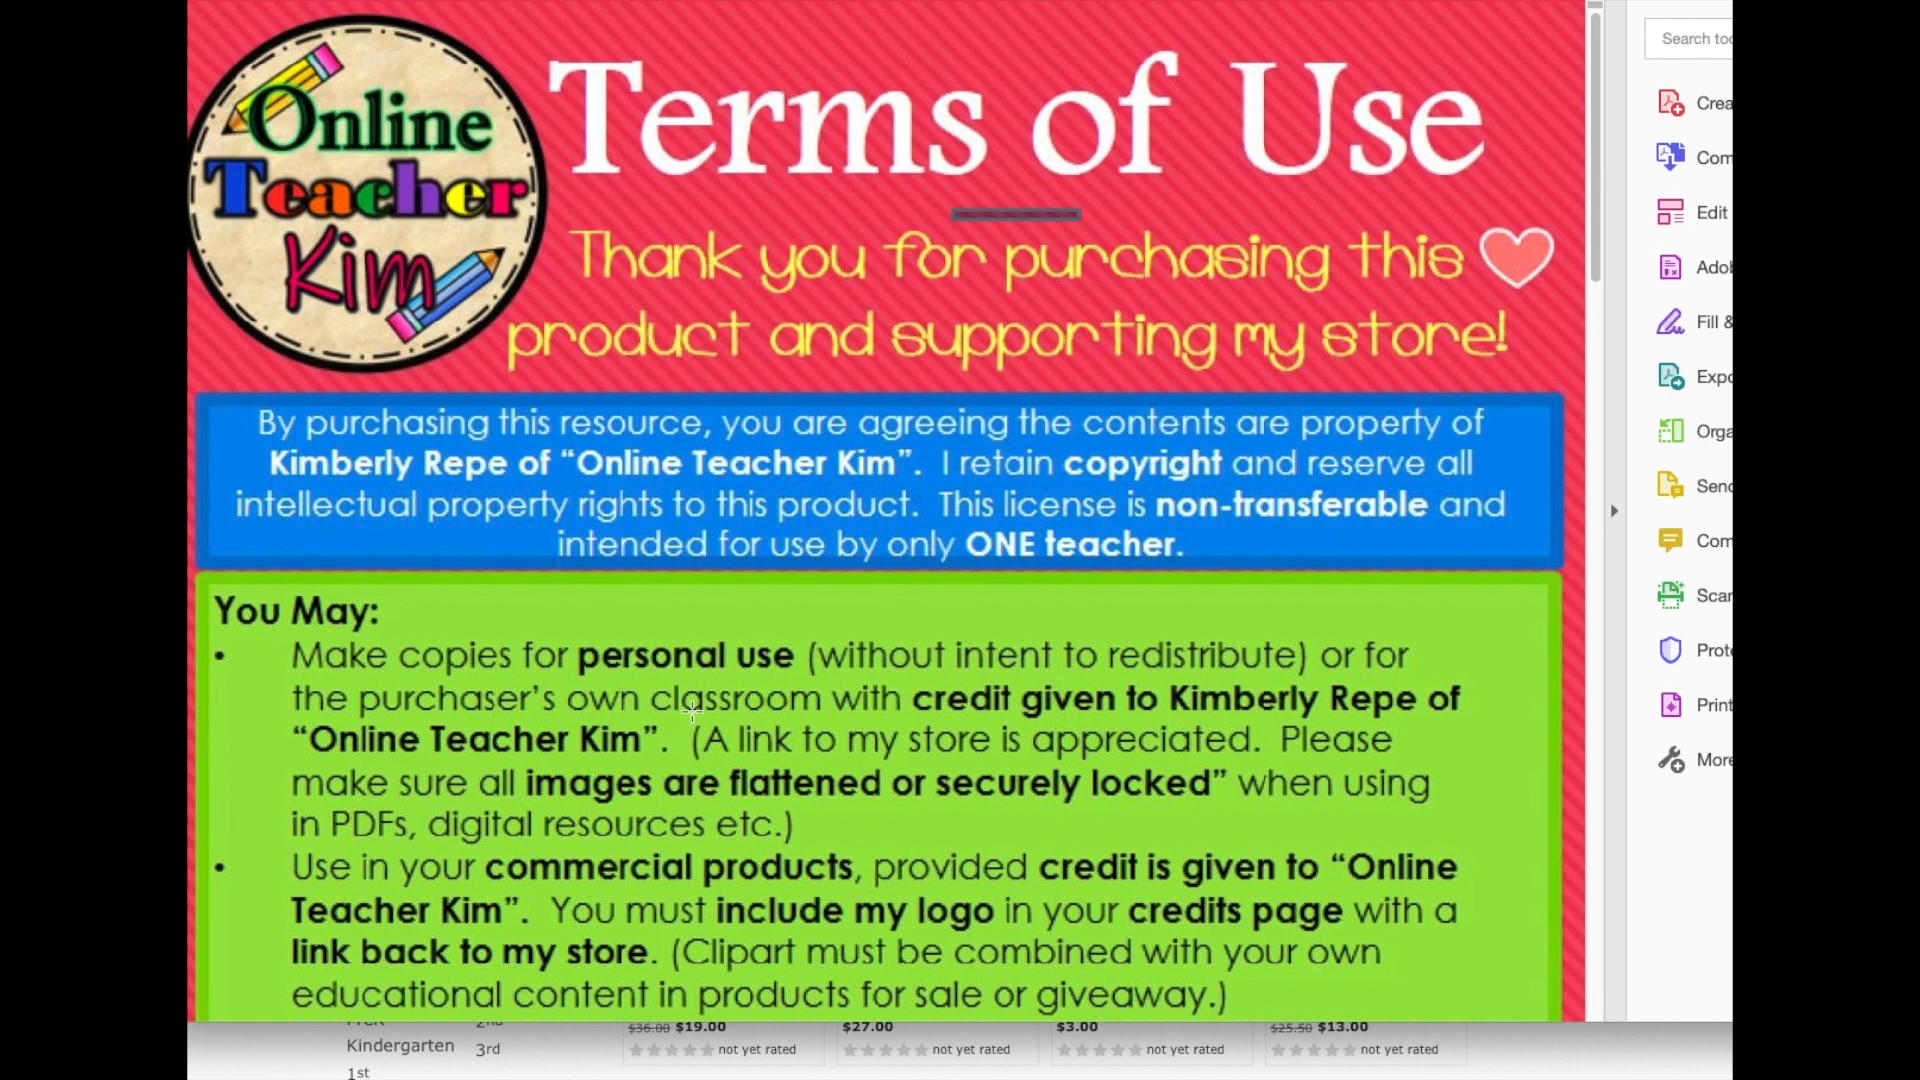 Online
Teacher
Kim
Terms of Use
Thank you for purchasing this
product and supporting my store!
By purchasing this resource, you are agreeing the contents are property of
Kimberly Repe of “Online Teacher Kim”.  I retain copyright and reserve all
intellectual property rights to this product.  This license is non-transferable and
intended for use by only ONE teacher.
You May:
• Make copies for personal use (without intent to redistribute) or for
the purchaser’s own classroom with credit given to Kimberly Repe of
“Online Teacher Kim”.  (A link to my store is appreciated.  Please
make sure all images are flattened or securely locked” when using
in PDFs, digital resources etc.)
• Use in your commercial products, provided credit is given to “Online
Teacher Kim”.  You must include my logo in your credits page with a
link back to my store. (Clipart must be combined with your own
educational content in products for sale or giveaway.)
Search too
Crea
Com
Edit
Adob
Fill &
Expo
Orga
Send
Com
Scan
Prote
Print
More
$36.00 $19.00
$27.00
$3.00
$25.50 $13.00
Kindergarten
3rd
not yet rated
not yet rated
not yet rated
not yet rated
1st